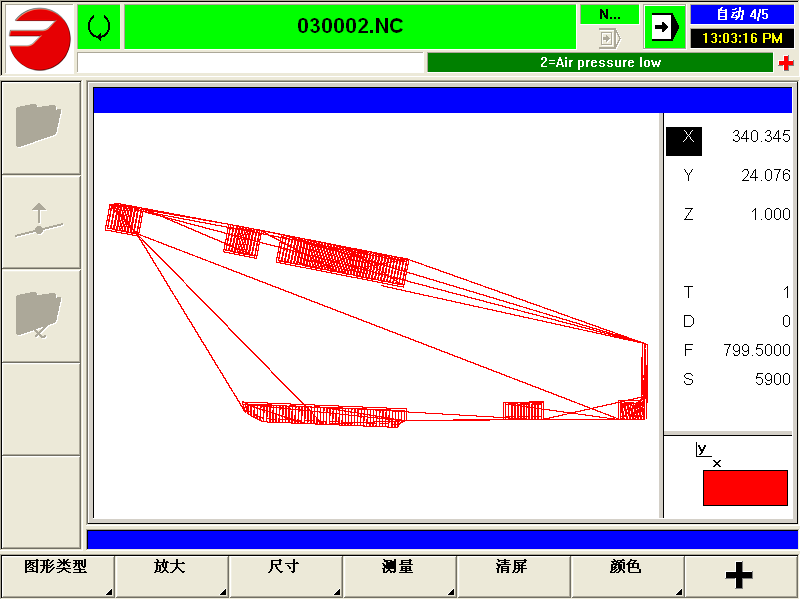 030002.NC
N...
自动 4/5
13:03:16 PM
2=Air pressure low
X 340.345
Y 24.076
Z 1.000
T 1
D 0
F 799.5000
S 5900
y
x
图形类型
放大
尺寸
测量
清屏
颜色